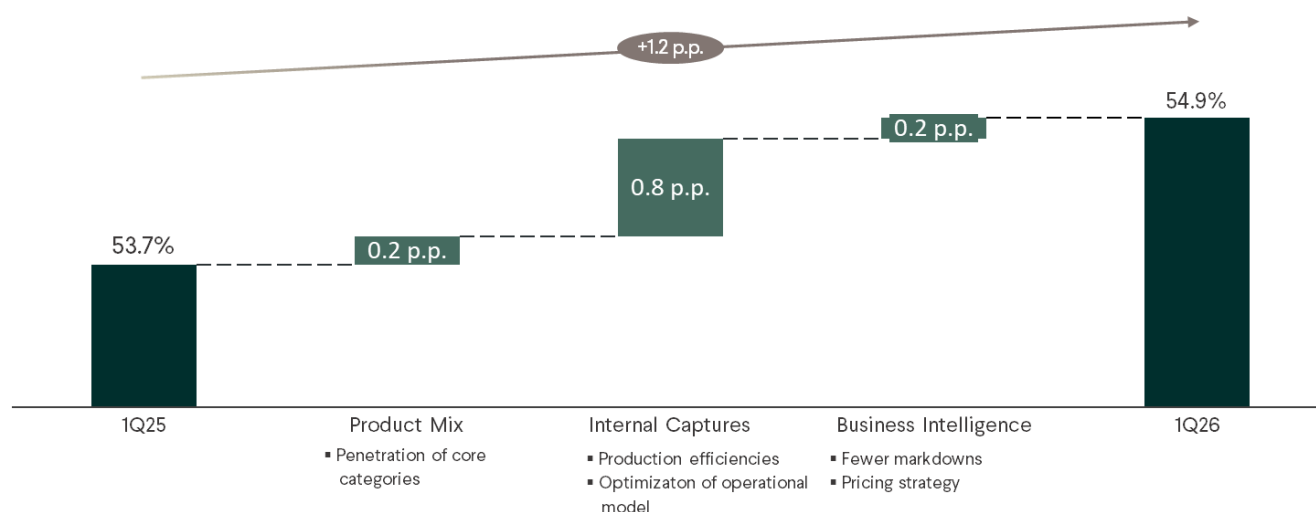 +1.2 p.p.
54.9%
0.2 p.p.
0.8 p.p.
53.7%
0.2 p.p.
1Q25
Product Mix
Internal Captures
Business Intelligence
1Q26
▪ Penetration of core
categories
▪ Production efficiencies
▪ Optimizaton of operational
model
▪ Fewer markdowns
▪ Pricing strategy